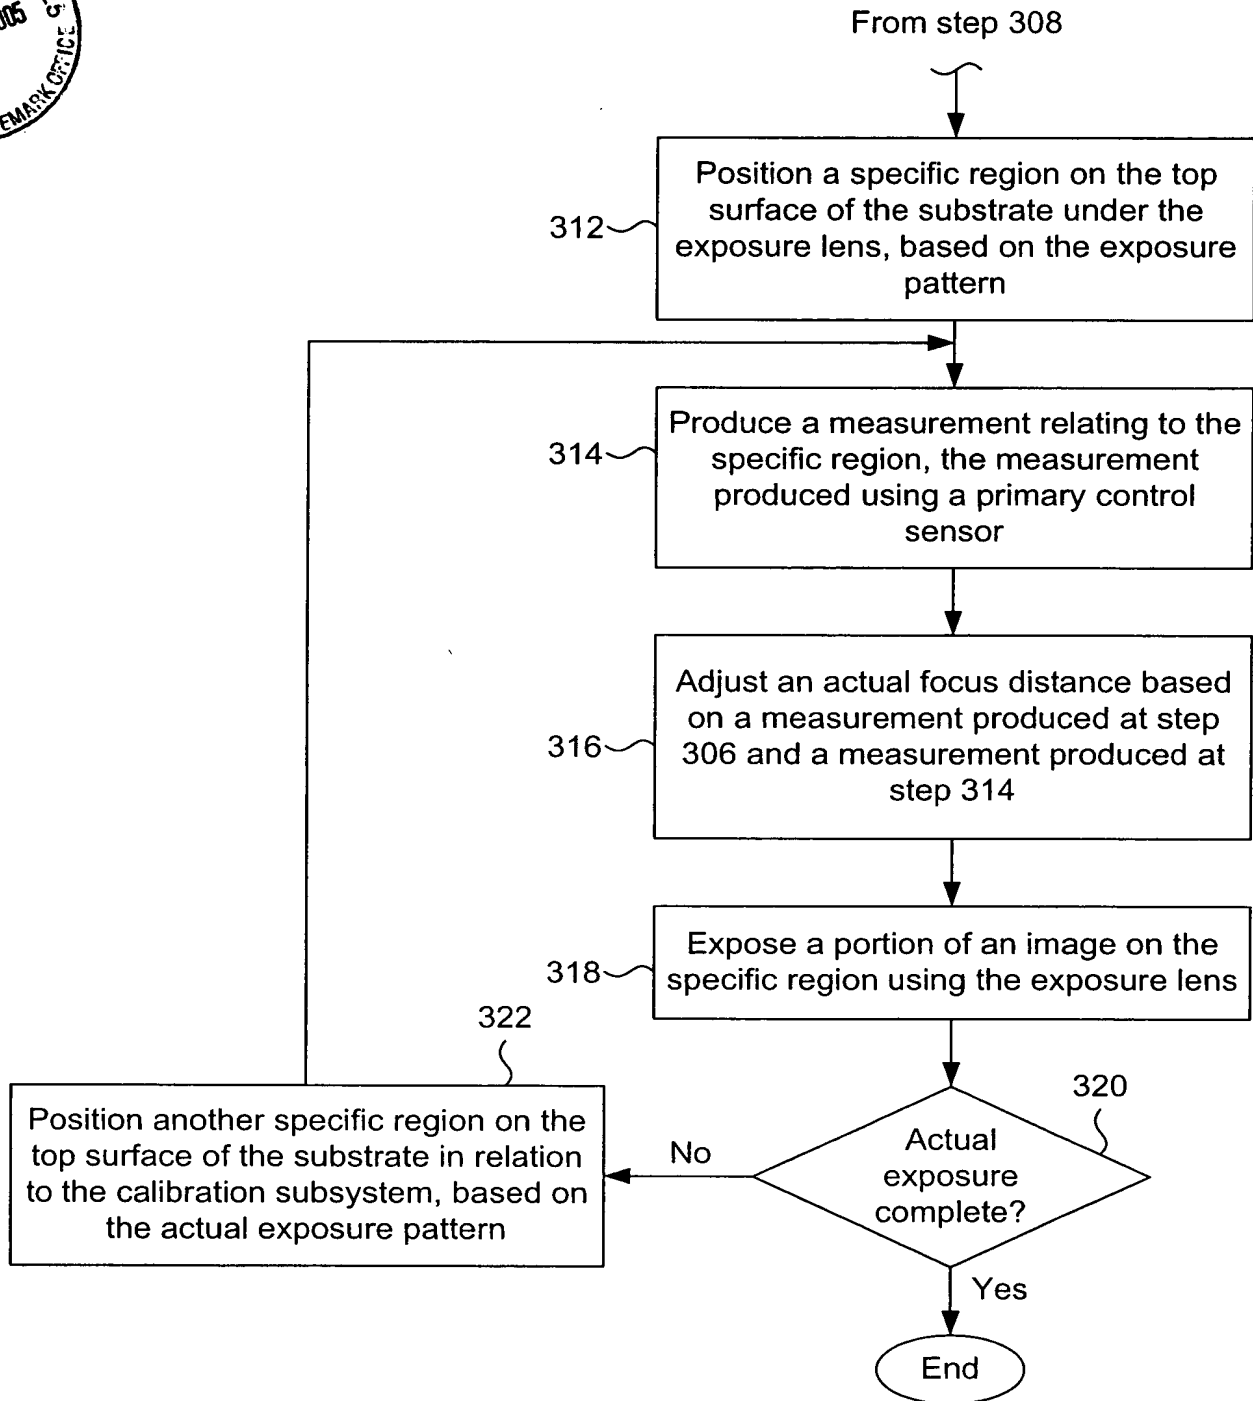 005
EMARK OFFICE
From step 308
312
Position a specific region on the top
surface of the substrate under the
exposure lens, based on the exposure
pattern
314
Produce a measurement relating to the
specific region, the measurement
produced using a primary control
sensor
316
Adjust an actual focus distance based
on a measurement produced at step
306 and a measurement produced at
step 314
318
Expose a portion of an image on the
specific region using the exposure lens
322
Position another specific region on the
top surface of the substrate in relation
to the calibration subsystem, based on
the actual exposure pattern
320
Actual
exposure
complete?
No
Yes
End